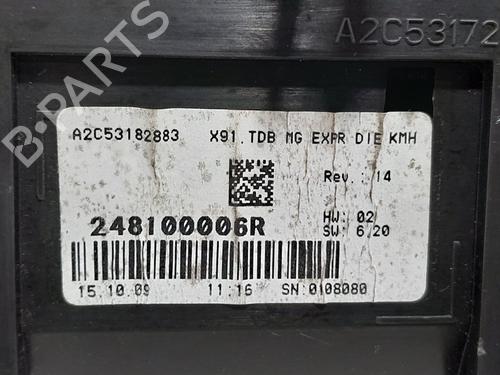 A2C53172
A2C53182883 X91.TDB MG EXPR DIE KMH
Rev.: 14
HW: 02
248100006R
SW: 6.20
15.10.09 11:16 SN:0108080
B-PARTS